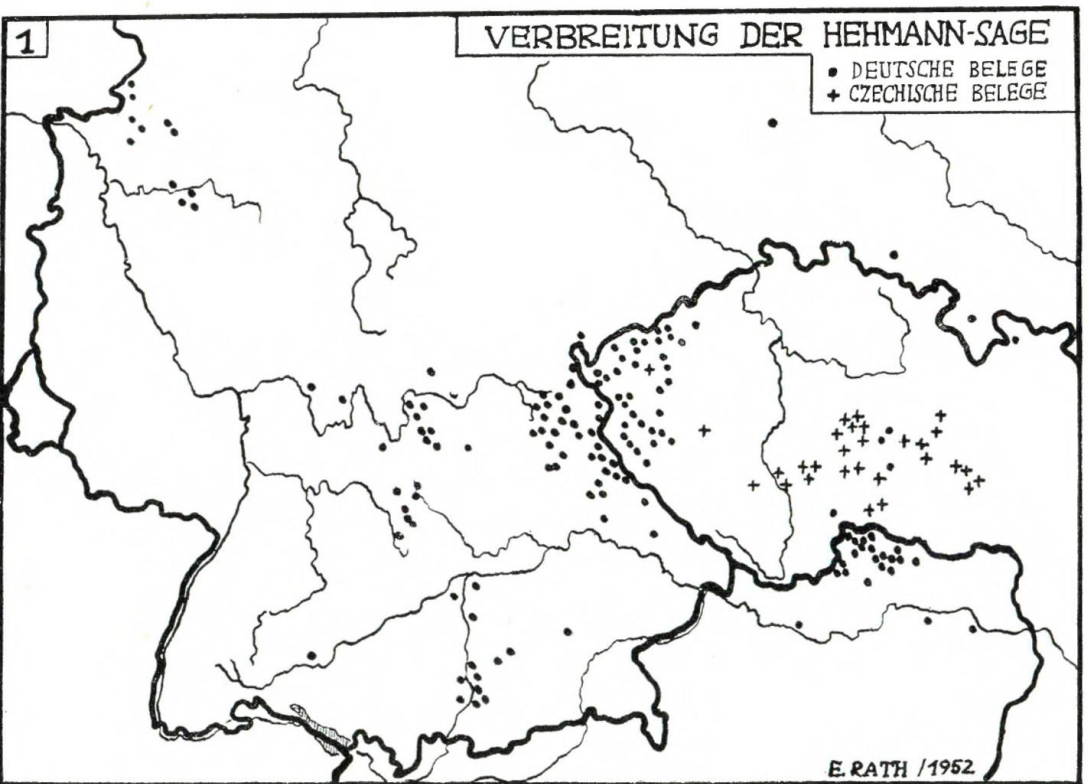 1
VERBREITUNG DER HEHMANN-SAGE
• DEUTSCHE BELEGE
+ CZECHISCHE BELEGE
E. RATH / 1952